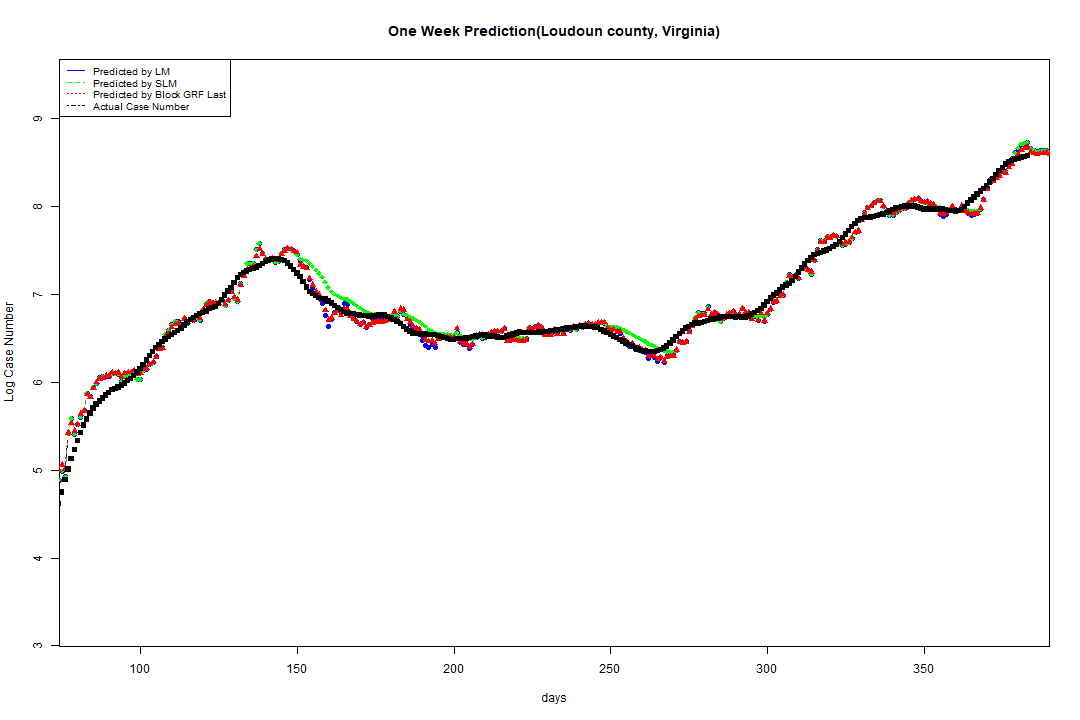 One Week Prediction(Loudoun county, Virginia)
Predicted by LM
Predicted by SLM
Predicted by Block GRF Last
Actual Case Number
9
8
7
6
5
4
3
Log Case Number
100 150 200 250 300 350
days